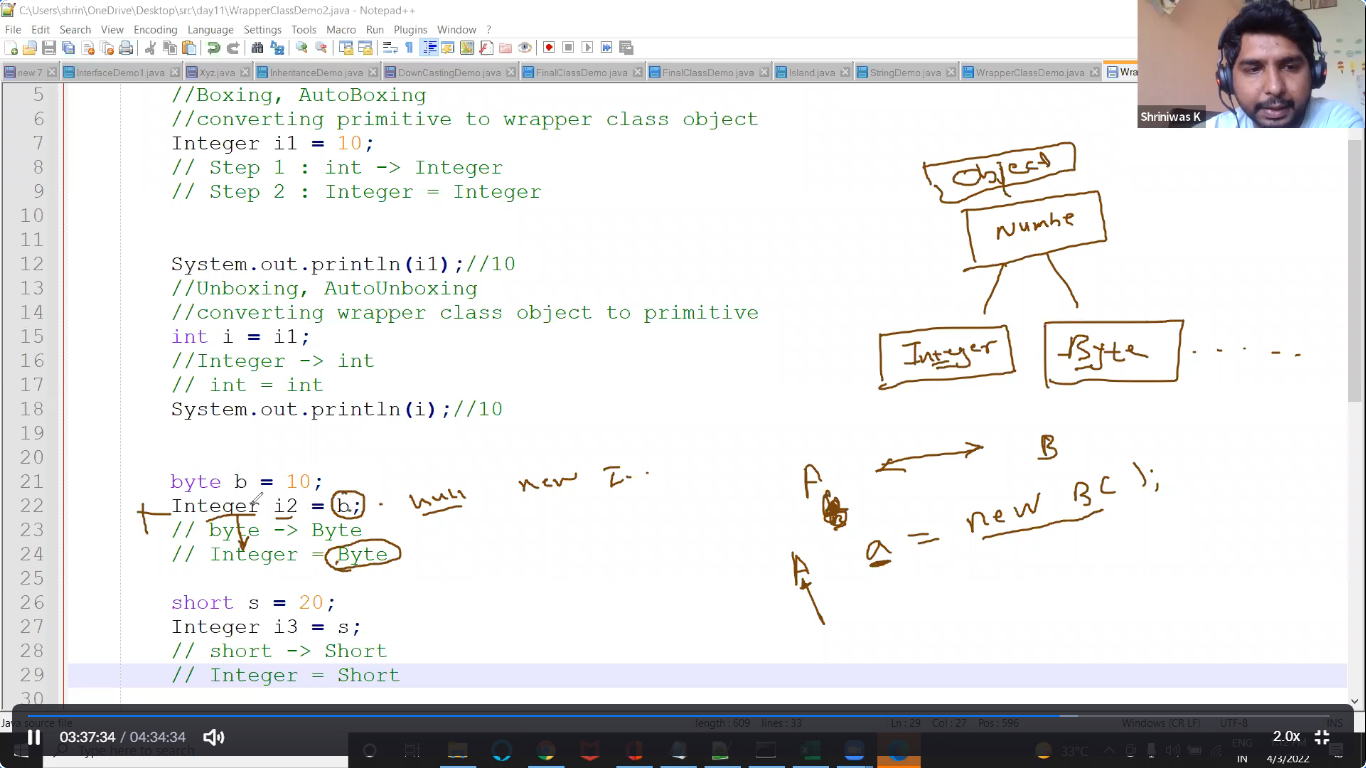 C:\Users\shrin\OneDrive\Desktop\src\day11\WrapperClassDemo2.java - Notepad++
File Edit Search View Encoding Language Settings Tools Macro Run Plugins Window ?
new 7 InterfaceDemo1.java Xyz.java InheritanceDemo.java DownCastingDemo.java FinalClassDemo.java FinalClassDemo.java Island.java StringDemo.java WrapperClassDemo.java Wra
Shriniwas K
5 //Boxing, AutoBoxing
6 //converting primitive to wrapper class object
7 Integer i1 = 10;
8 // Step 1 : int -> Integer
9 // Step 2 : Integer = Integer
10
11
12 System.out.println(i1);//10
13 //Unboxing, AutoUnboxing
14 //converting wrapper class object to primitive
15 int i = i1;
16 //Integer -> int
17 // int = int
18 System.out.println(i);//10
19
20
21 byte b = 10;
22 Integer i2 = b;
23 // byte -> Byte
24 // Integer = Byte
25
26 short s = 20;
27 Integer i3 = s;
28 // short -> Short
29 // Integer = Short
30
Object
Numbe
Integer Byte
null new I..
A B
A a = new B();
Java source file length : 609 lines : 33 Ln : 29 Col : 27 Pos : 596 Windows (CR LF) UTF-8 INS
03:37:34 / 04:34:34 2.0x
Type here to search
33°C ENG
IN 4/3/2022